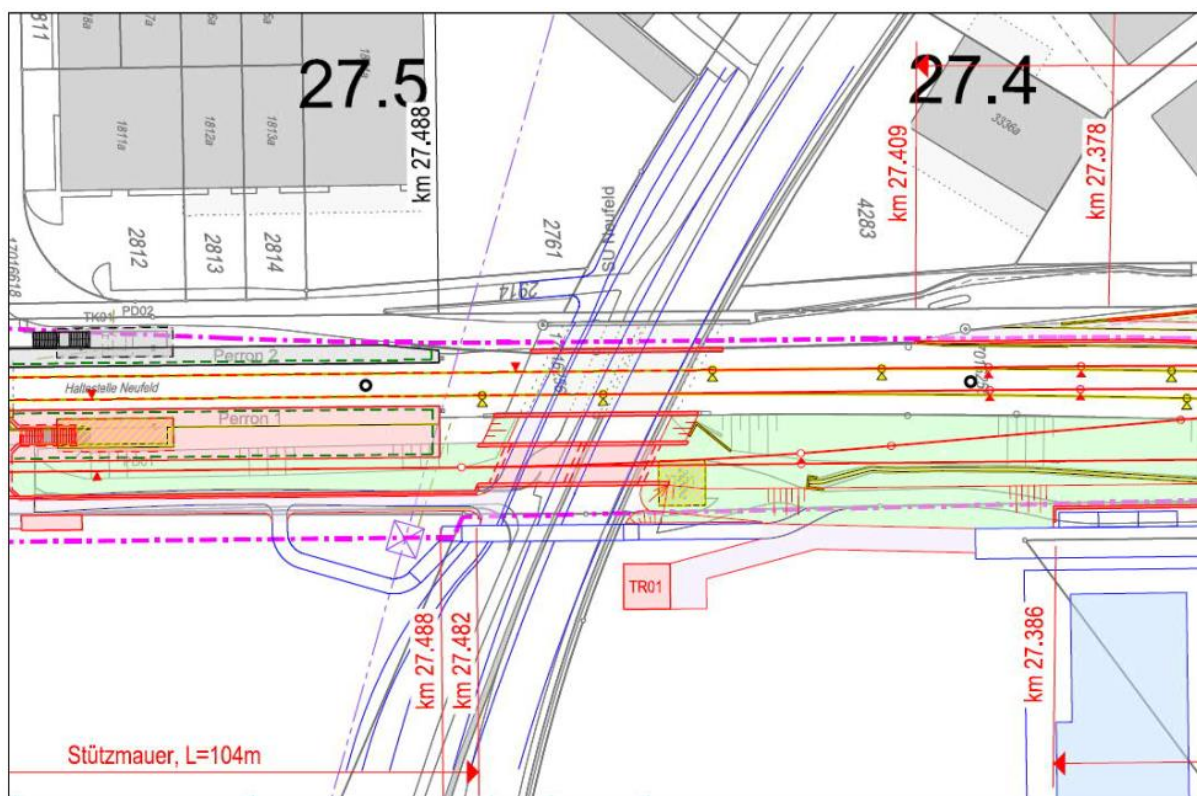 27.5
27.4
km 27.488
km 27.409
km 27.378
1811a
1812a
1813a
3336a
2812
2813
2814
2761
SU Neufeld
4283
2914
17016618
TK01
PD02
Perron 2
Haltestelle Neufeld
Perron 1
TR01
km 27.488
km 27.482
km 27.386
Stützmauer, L=104m